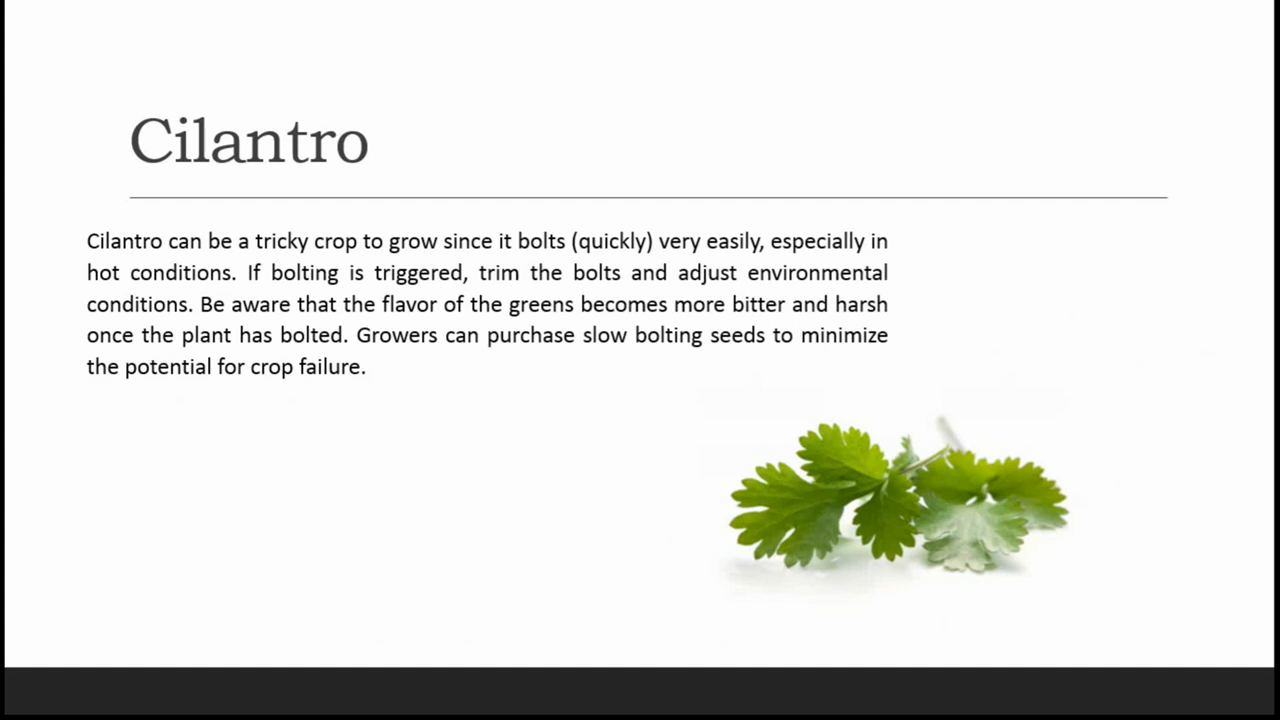 Cilantro
Cilantro can be a tricky crop to grow since it bolts (quickly) very easily, especially in
hot conditions. If bolting is triggered, trim the bolts and adjust environmental
conditions. Be aware that the flavor of the greens becomes more bitter and harsh
once the plant has bolted. Growers can purchase slow bolting seeds to minimize
the potential for crop failure.